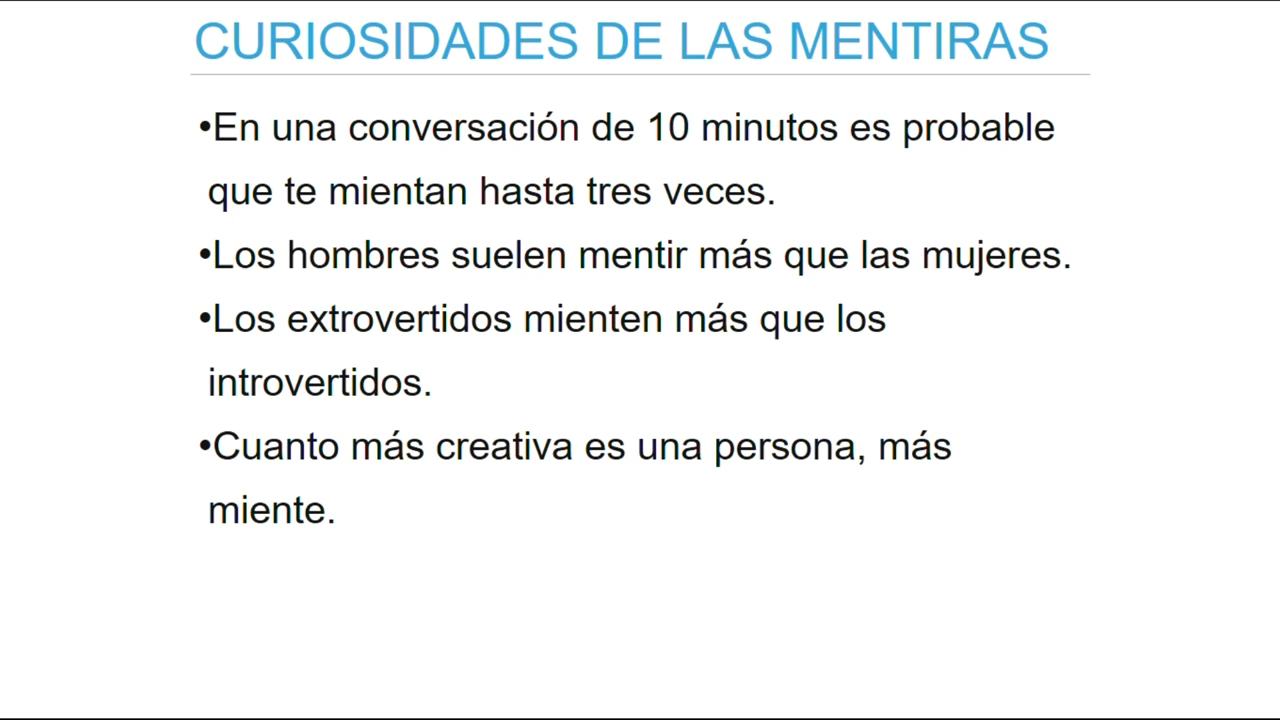 CURIOSIDADES DE LAS MENTIRAS
•En una conversación de 10 minutos es probable
que te mientan hasta tres veces.
•Los hombres suelen mentir más que las mujeres.
•Los extrovertidos mienten más que los
introvertidos.
•Cuanto más creativa es una persona, más
miente.